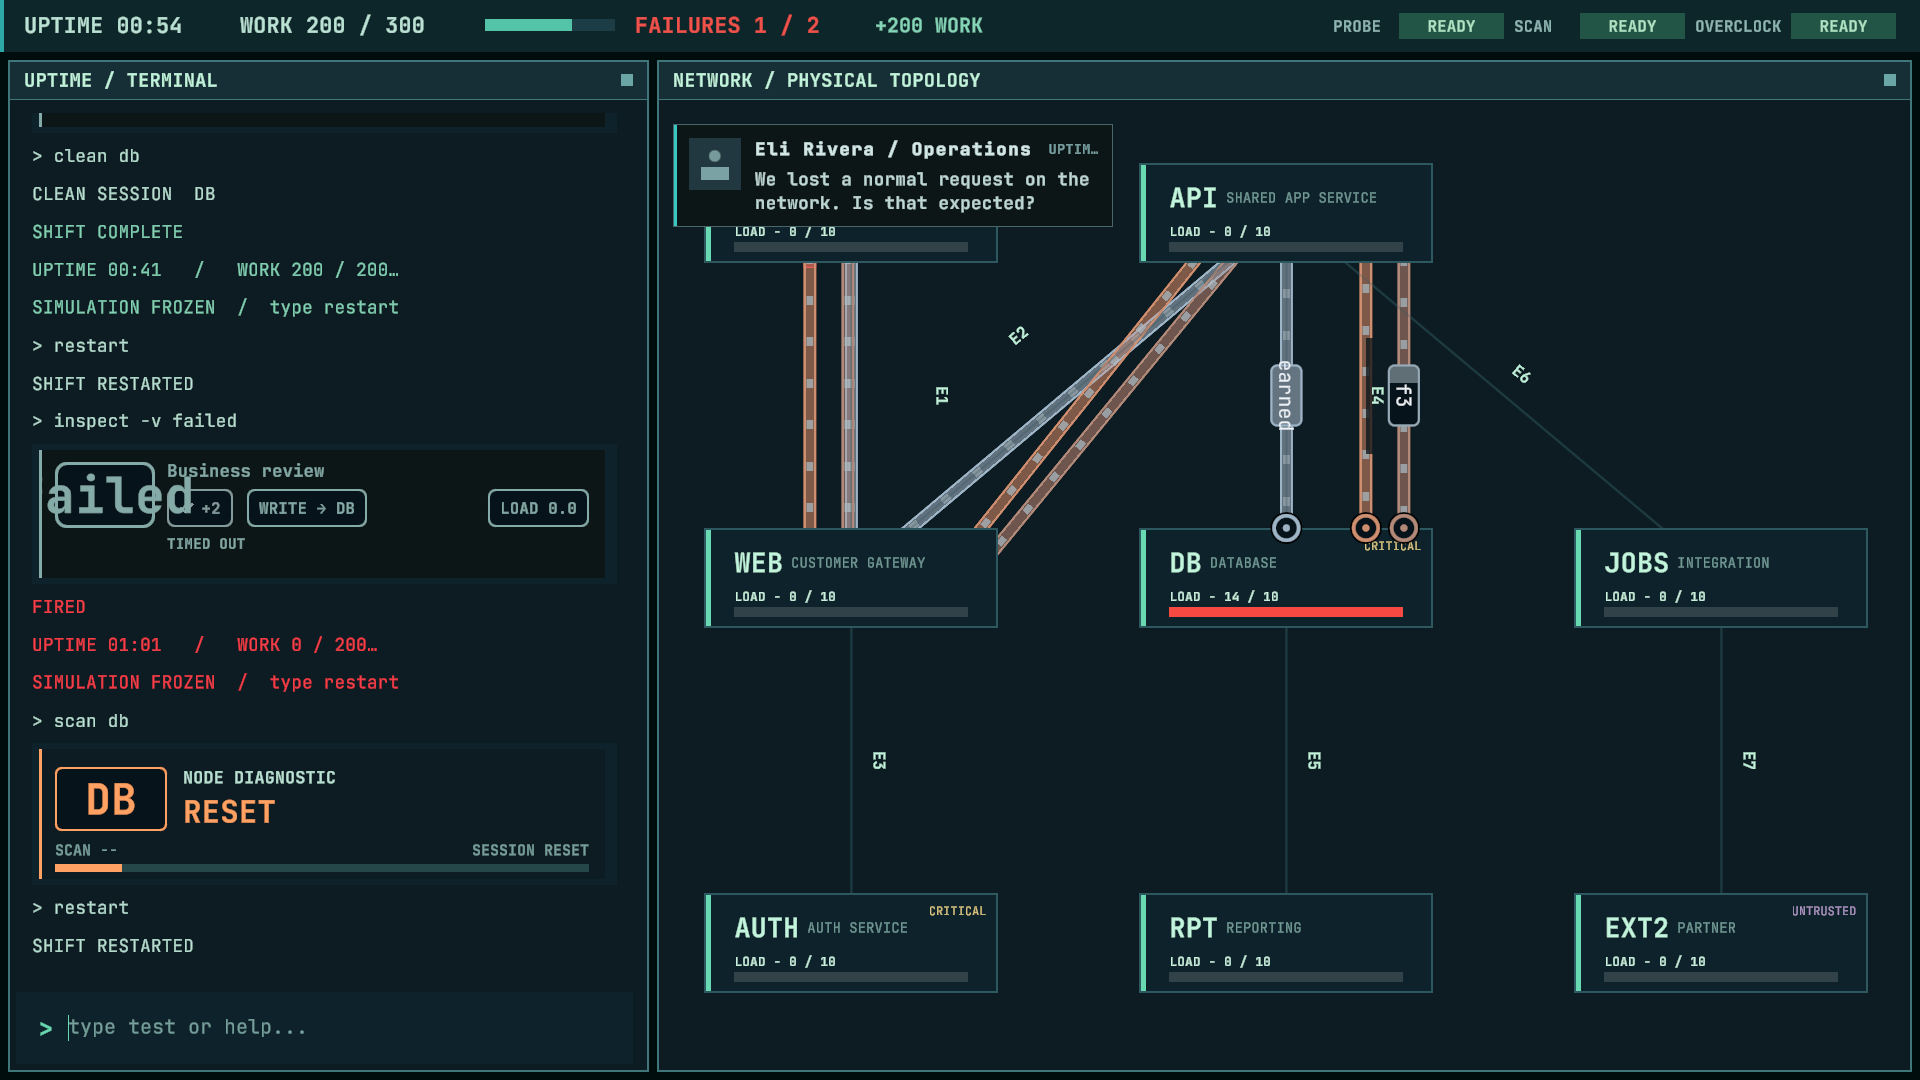 UPTIME 00:54 WORK 200 / 300 FAILURES 1 / 2 +200 WORK PROBE READY SCAN READY OVERCLOCK READY
UPTIME / TERMINAL
> clean db
CLEAN SESSION DB
SHIFT COMPLETE
UPTIME 00:41 / WORK 200 / 200…
SIMULATION FROZEN / type restart
> restart
SHIFT RESTARTED
> inspect -v failed
ailed
Business review
+2 WRITE → DB LOAD 0.0
TIMED OUT
FIRED
UPTIME 01:01 / WORK 0 / 200…
SIMULATION FROZEN / type restart
> scan db
DB
NODE DIAGNOSTIC
RESET
SCAN -- SESSION RESET
> restart
SHIFT RESTARTED
> type test or help...
NETWORK / PHYSICAL TOPOLOGY
Eli Rivera / Operations UPTIM…
We lost a normal request on the
network. Is that expected?
LOAD - 0 / 10
API SHARED APP SERVICE
LOAD - 0 / 10
E2
E1
earned
E4
f3
E6
WEB CUSTOMER GATEWAY
LOAD - 0 / 10
CRITICAL
DB DATABASE
LOAD - 14 / 10
JOBS INTEGRATION
LOAD - 0 / 10
E3
E5
E7
CRITICAL
AUTH AUTH SERVICE
LOAD - 0 / 10
RPT REPORTING
LOAD - 0 / 10
UNTRUSTED
EXT2 PARTNER
LOAD - 0 / 10